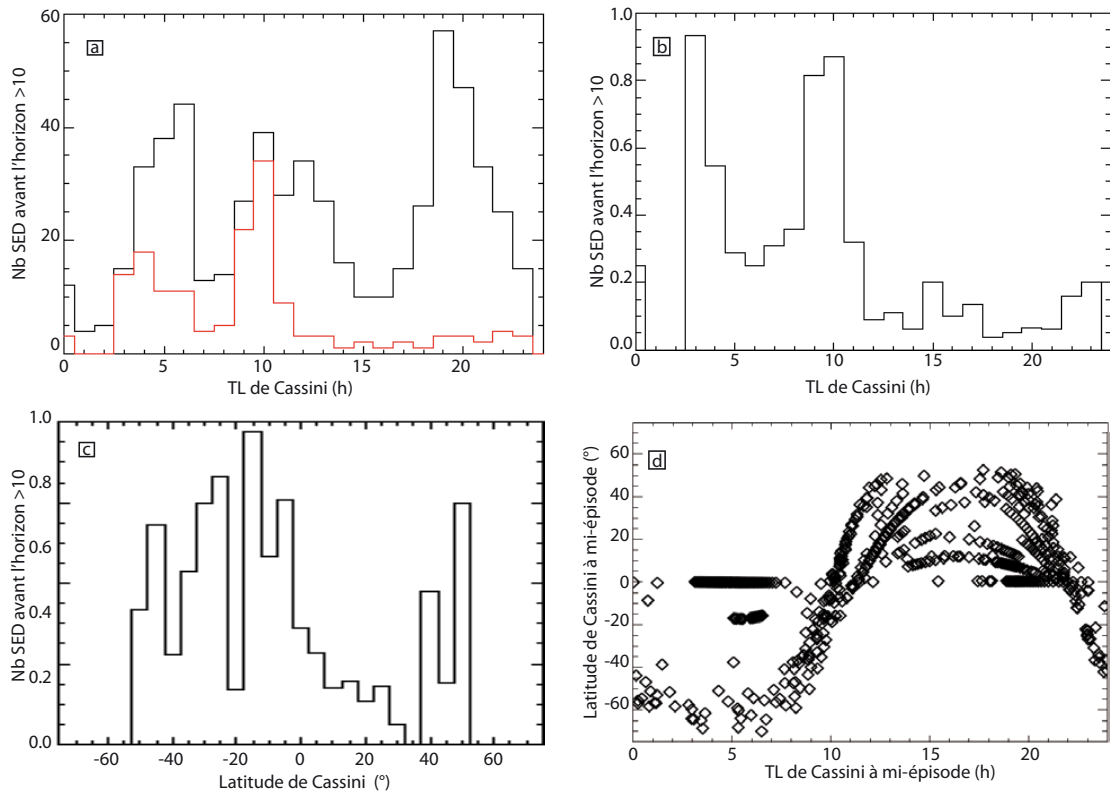 a
Nb SED avant l'horizon >10
60
40
20
0
0 5 10 15 20
TL de Cassini (h)
b
Nb SED avant l'horizon >10
1.0
0.8
0.6
0.4
0.2
0.0
0 5 10 15 20
TL de Cassini (h)
c
Nb SED avant l'horizon >10
1.0
0.8
0.6
0.4
0.2
0.0
-60 -40 -20 0 20 40 60
Latitude de Cassini (°)
d
Latitude de Cassini à mi-épisode (°)
60
40
20
0
-20
-40
-60
0 5 10 15 20
TL de Cassini à mi-épisode (h)